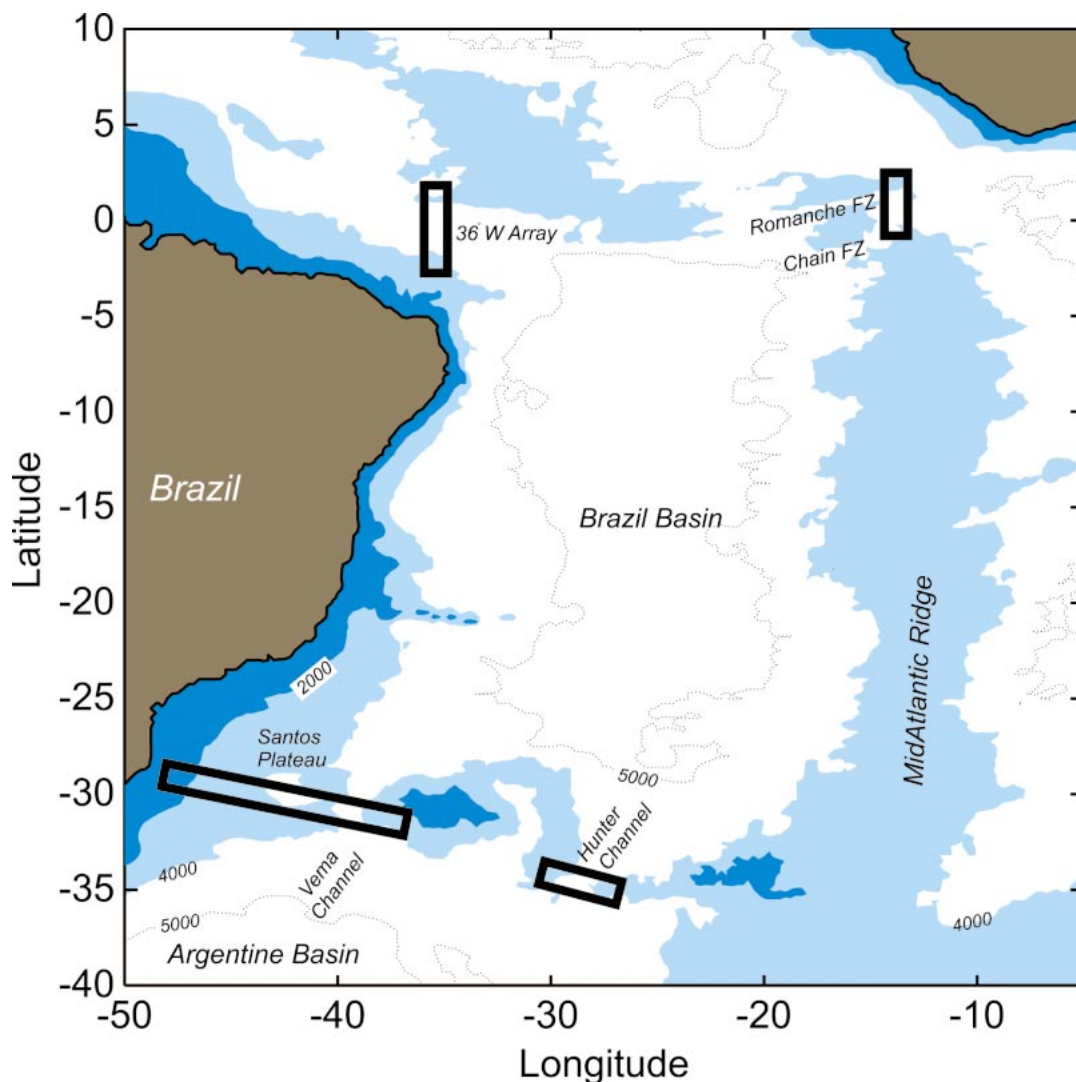 10
5
0
-5
-10
-15
-20
-25
-30
-35
-40
-50
-40
-30
-20
-10
Latitude
Longitude
36 W Array
Romanche FZ
Chain FZ
Brazil
Brazil Basin
MidAtlantic Ridge
2000
Santos
Plateau
5000
Hunter
Channel
Vema
Channel
4000
5000
4000
Argentine Basin